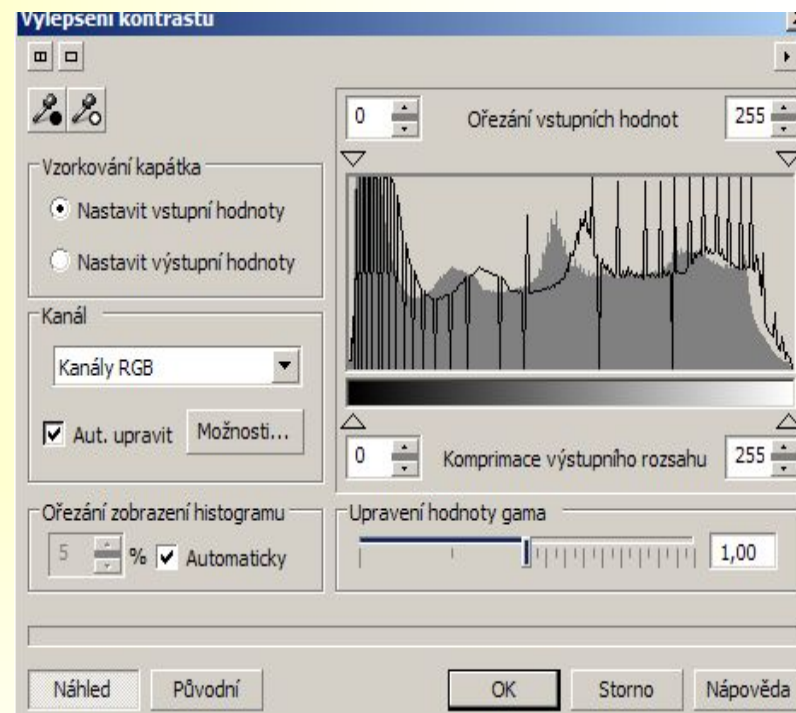 Vylepšení kontrastu
0 Ořezání vstupních hodnot 255
Vzorkování kapátka
Nastavit vstupní hodnoty
Nastavit výstupní hodnoty
Kanál
Kanály RGB
Aut. upravit Možnosti...
0 Komprimace výstupního rozsahu 255
Ořezání zobrazení histogramu
5 % Automaticky
Upravení hodnoty gama
1,00
Náhled Původní OK Storno Nápověda